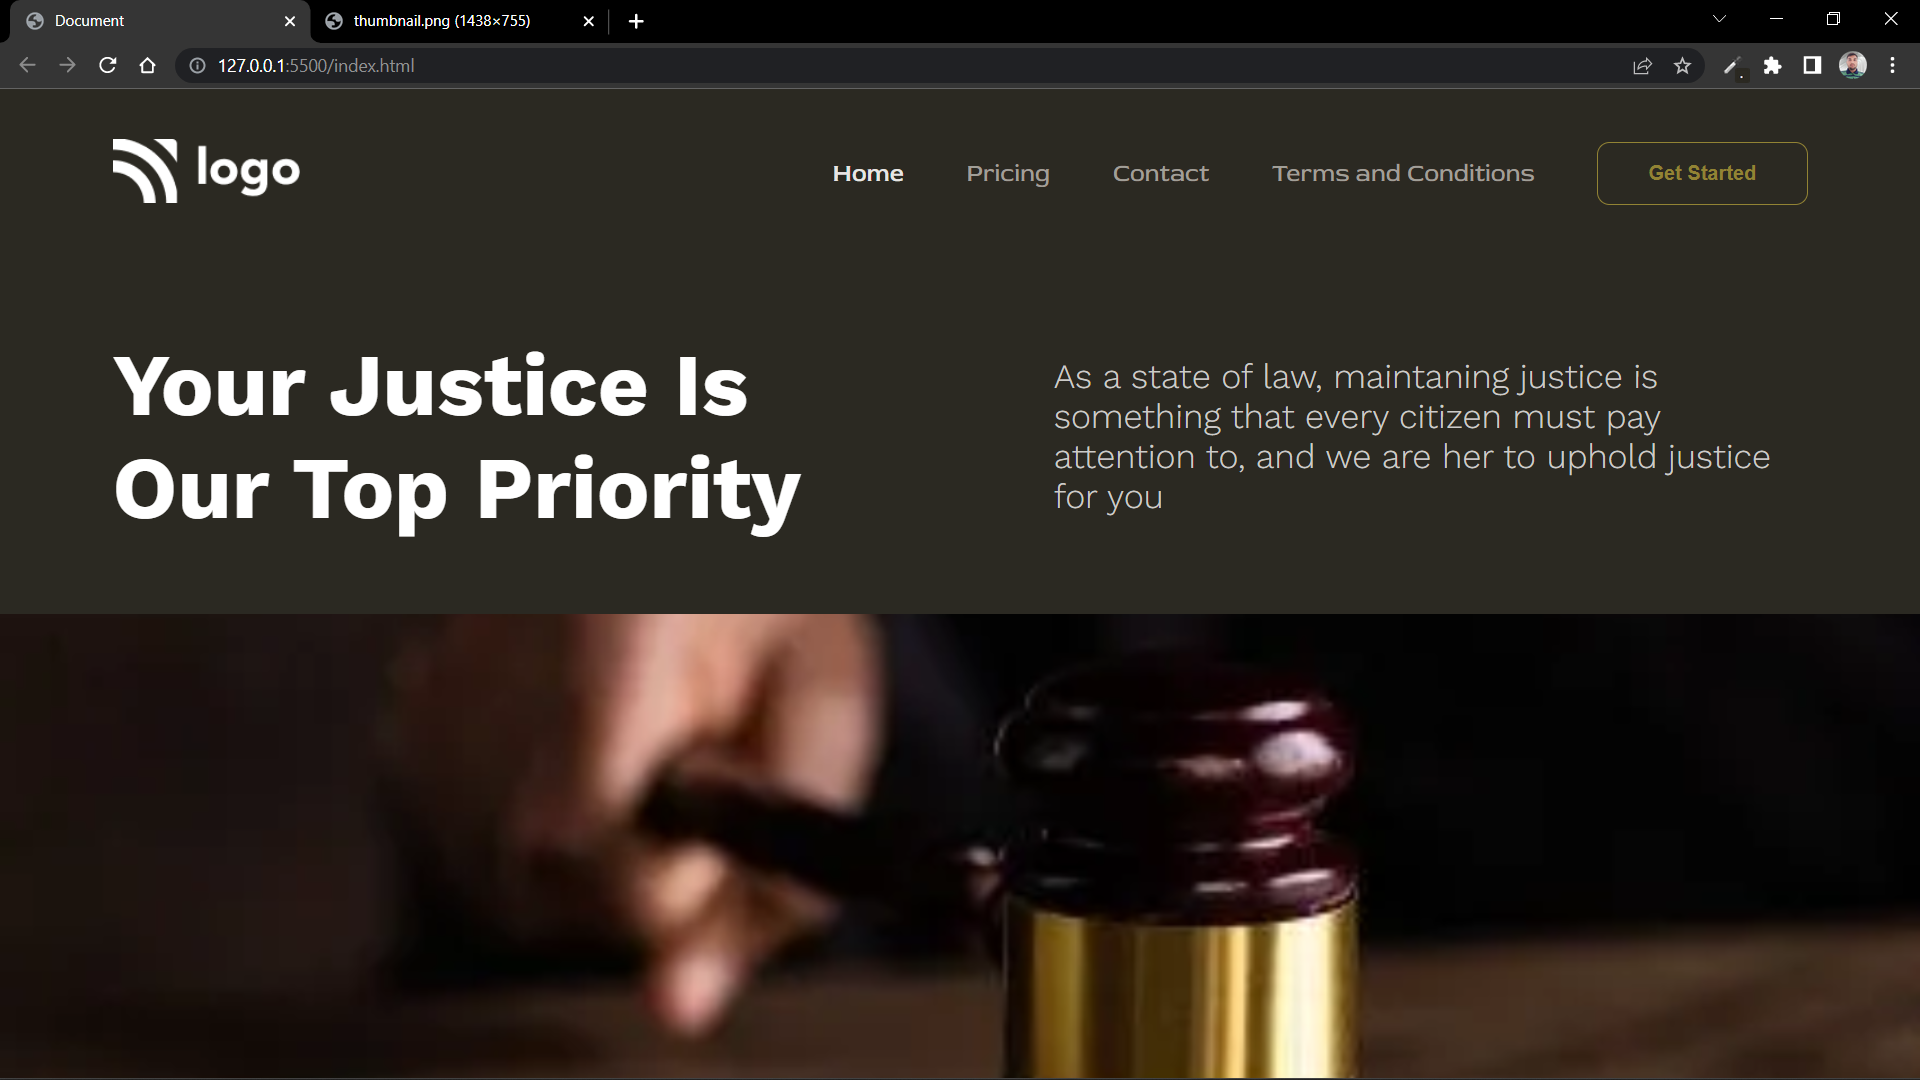 Document
thumbnail.png (1438×755)
127.0.0.1:5500/index.html
logo
Home
Pricing
Contact
Terms and Conditions
Get Started
Your Justice Is
Our Top Priority
As a state of law, maintaning justice is
something that every citizen must pay
attention to, and we are her to uphold justice
for you